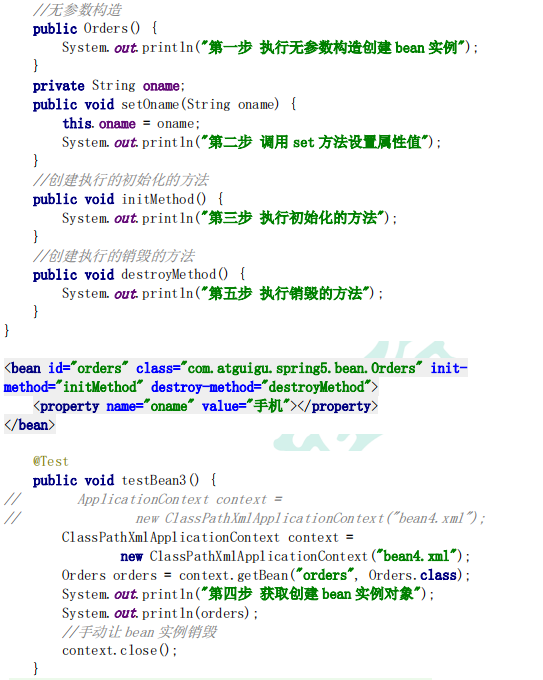 //无参数构造
public Orders() {
System.out.println("第一步 执行无参数构造创建 bean 实例");
}
private String oname;
public void setOname(String oname) {
this.oname = oname;
System.out.println("第二步 调用 set 方法设置属性值");
}
//创建执行的初始化的方法
public void initMethod() {
System.out.println("第三步 执行初始化的方法");
}
//创建执行的销毁的方法
public void destroyMethod() {
System.out.println("第五步 执行销毁的方法");
}
}
<bean id="orders" class="com.atguigu.spring5.bean.Orders" init-
method="initMethod" destroy-method="destroyMethod">
<property name="oname" value="手机"></property>
</bean>
@Test
public void testBean3() {
// ApplicationContext context =
// new ClassPathXmlApplicationContext("bean4.xml");
ClassPathXmlApplicationContext context =
new ClassPathXmlApplicationContext("bean4.xml");
Orders orders = context.getBean("orders", Orders.class);
System.out.println("第四步 获取创建 bean 实例对象");
System.out.println(orders);
//手动让 bean 实例销毁
context.close();
}